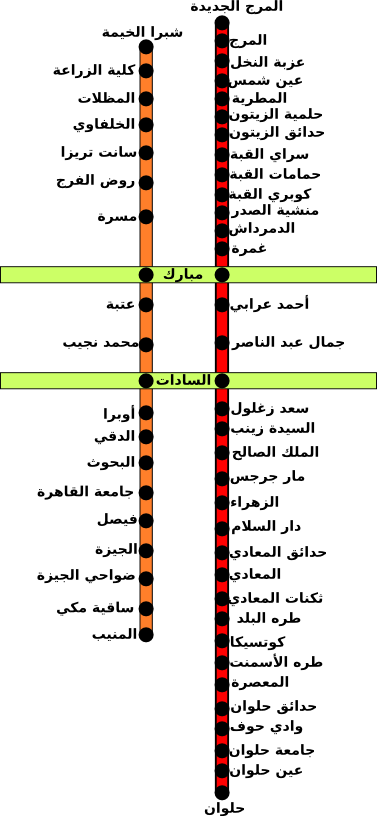 المرج الجديدة
المرج
عزبة النخل
عين شمس
المطرية
حلمية الزيتون
حدائق الزيتون
سراي القبة
حمامات القبة
كوبري القبة
منشية الصدر
الدمرداش
غمرة
أحمد عرابي
جمال عبد الناصر
سعد زغلول
السيدة زينب
الملك الصالح
مار جرجس
الزهراء
دار السلام
حدائق المعادي
المعادي
ثكنات المعادي
طره البلد
كوتسيكا
طره الأسمنت
المعصرة
حدائق حلوان
وادي حوف
جامعة حلوان
عين حلوان
حلوان
شبرا الخيمة
كلية الزراعة
المظلات
الخلفاوي
سانت تريزا
روض الفرج
مسرة
مبارك
عتبة
محمد نجيب
السادات
أوبرا
الدقي
البحوث
جامعة القاهرة
فيصل
الجيزة
ضواحي الجيزة
ساقية مكي
المنيب